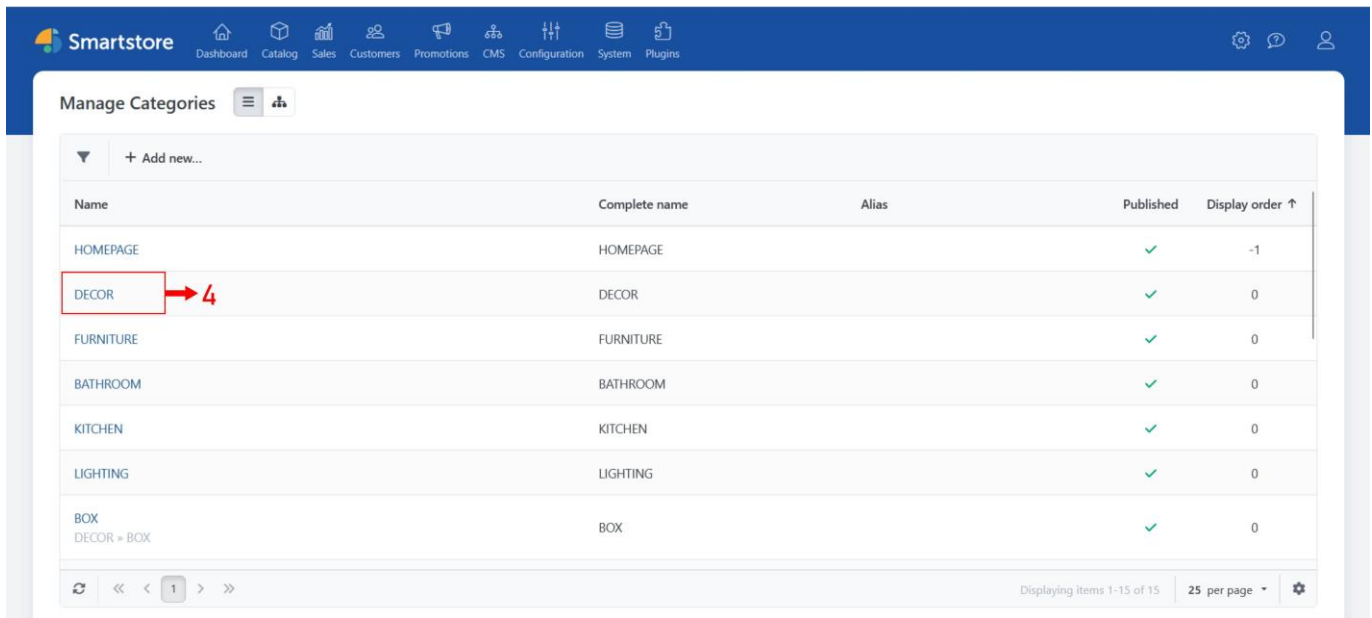 Smartstore
Dashboard Catalog Sales Customers Promotions CMS Configuration System Plugins
Manage Categories
+ Add new...
Name Complete name Alias Published Display order ↑
HOMEPAGE HOMEPAGE -1
DECOR 4 DECOR 0
FURNITURE FURNITURE 0
BATHROOM BATHROOM 0
KITCHEN KITCHEN 0
LIGHTING LIGHTING 0
BOX BOX 0
DECOR » BOX
1 Displaying items 1-15 of 15 25 per page